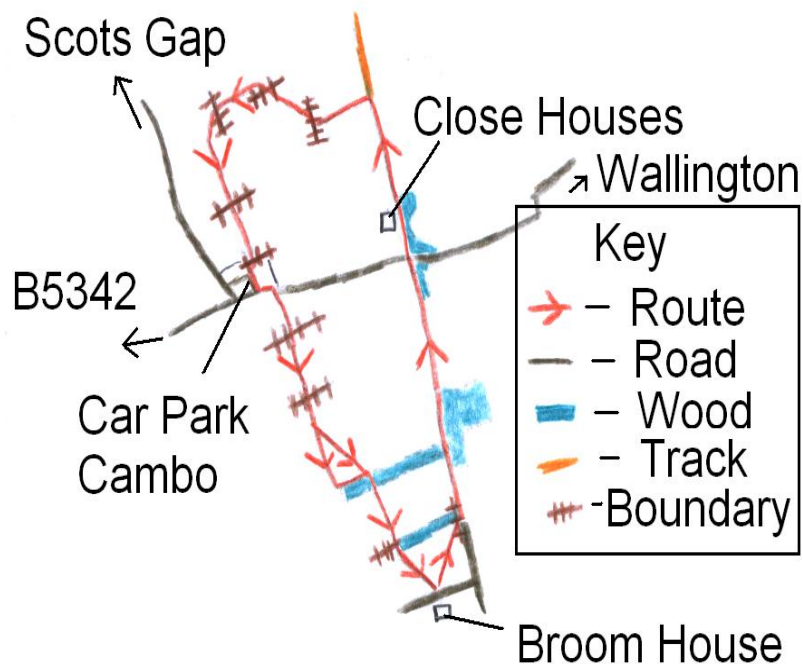 Scots Gap
Close Houses
Wallington
B5342
Car Park
Cambo
Broom House
Key
– Route
– Road
– Wood
– Track
-Boundary